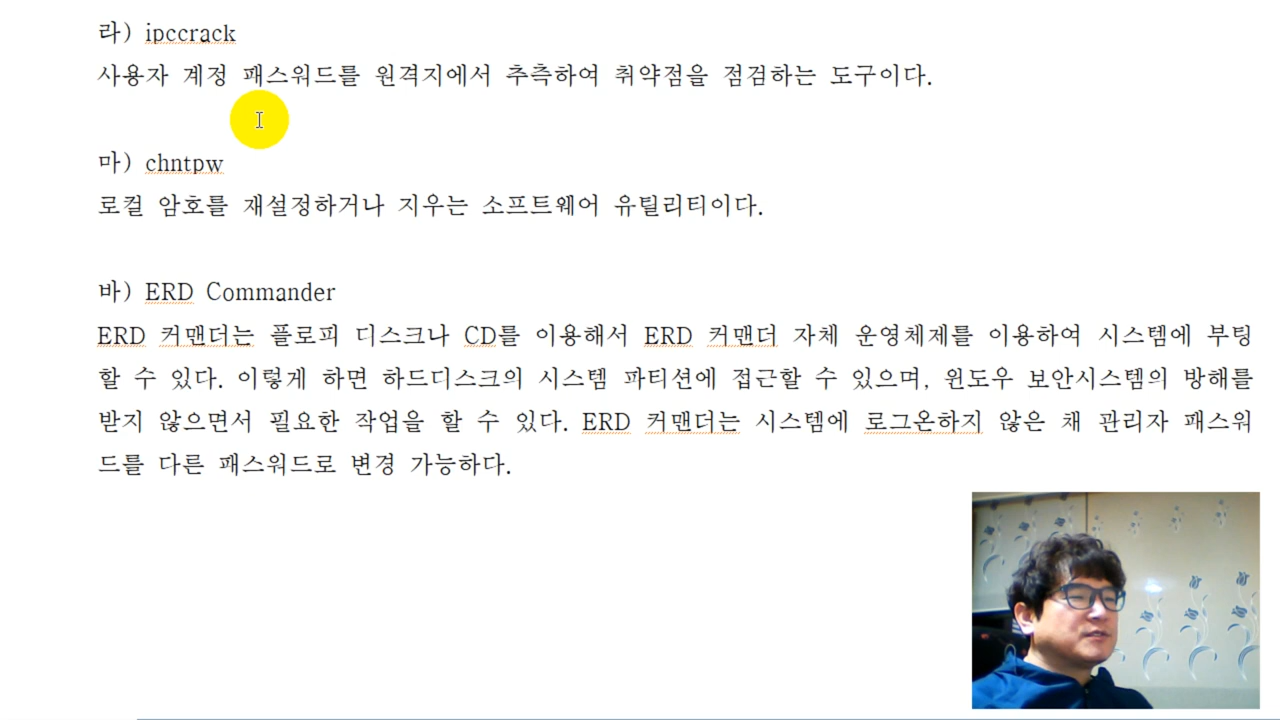 라) ipccrack
사용자 계정 패스워드를 원격지에서 추측하여 취약점을 점검하는 도구이다.
마) chntpw
로컬 암호를 재설정하거나 지우는 소프트웨어 유틸리티이다.
바) ERD Commander
ERD 커맨더는 플로피 디스크나 CD를 이용해서 ERD 커맨더 자체 운영체제를 이용하여 시스템에 부팅
할 수 있다. 이렇게 하면 하드디스크의 시스템 파티션에 접근할 수 있으며, 윈도우 보안시스템의 방해를
받지 않으면서 필요한 작업을 할 수 있다. ERD 커맨더는 시스템에 로그온하지 않은 채 관리자 패스워
드를 다른 패스워드로 변경 가능하다.